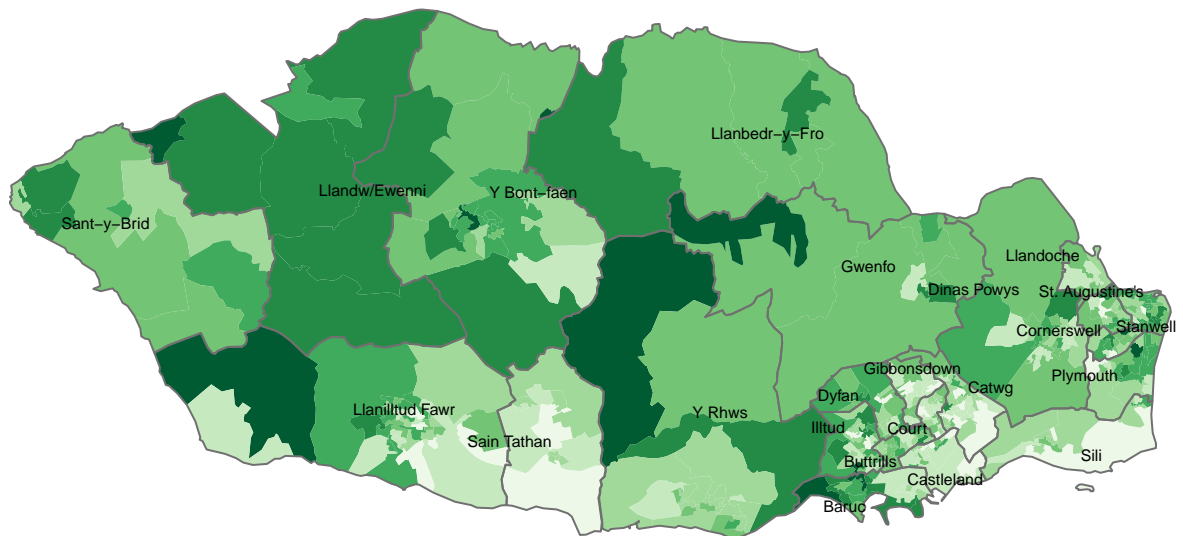 Llanbedr−y−Fro
Llandw/Ewenni
Y Bont−faen
Sant−y−Brid
Llandoche
Gwenfo
Dinas Powys
St. Augustine's
Cornerswell
Stanwell
Gibbonsdown
Plymouth
Catwg
Dyfan
Llanilltud Fawr
Y Rhws
Illtud
Court
Sain Tathan
Sili
Buttrills
Castleland
Baruc